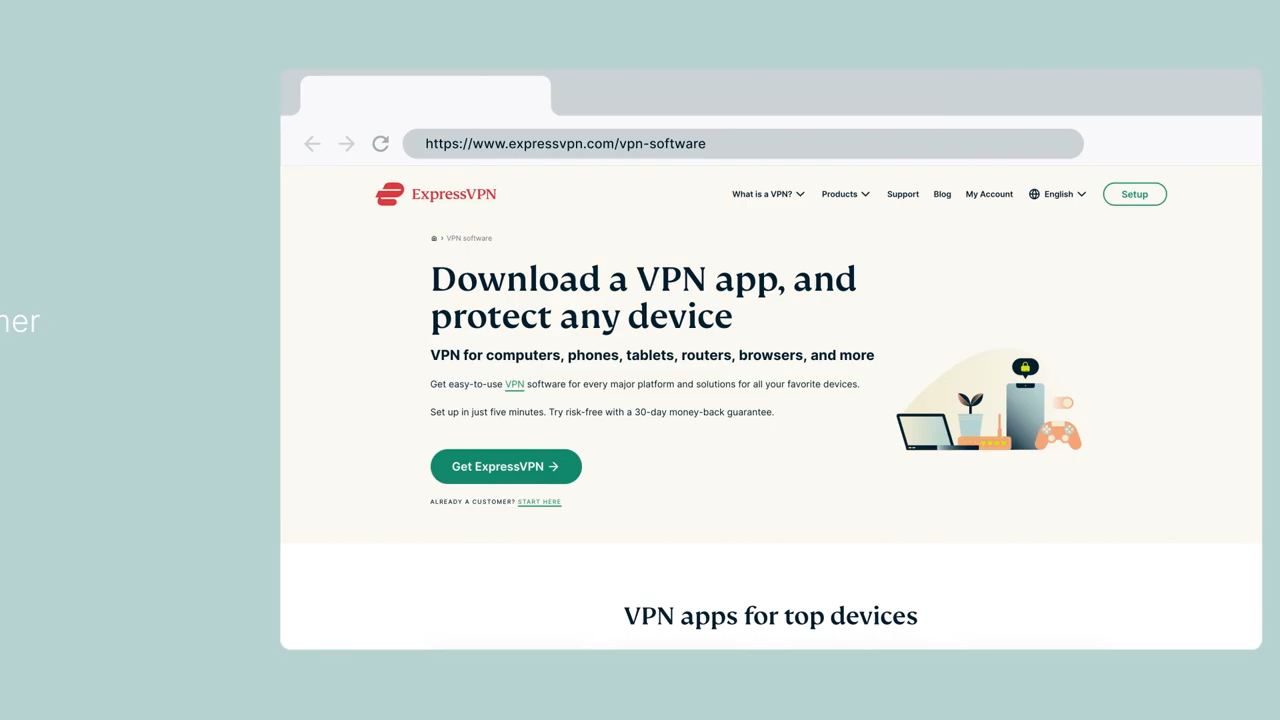 https://www.expressvpn.com/vpn-software
ExpressVPN
What is a VPN? Products Support Blog My Account English Setup
VPN software
Download a VPN app, and
protect any device
VPN for computers, phones, tablets, routers, browsers, and more
Get easy-to-use VPN software for every major platform and solutions for all your favorite devices.
Set up in just five minutes. Try risk-free with a 30-day money-back guarantee.
Get ExpressVPN →
ALREADY A CUSTOMER? START HERE
VPN apps for top devices